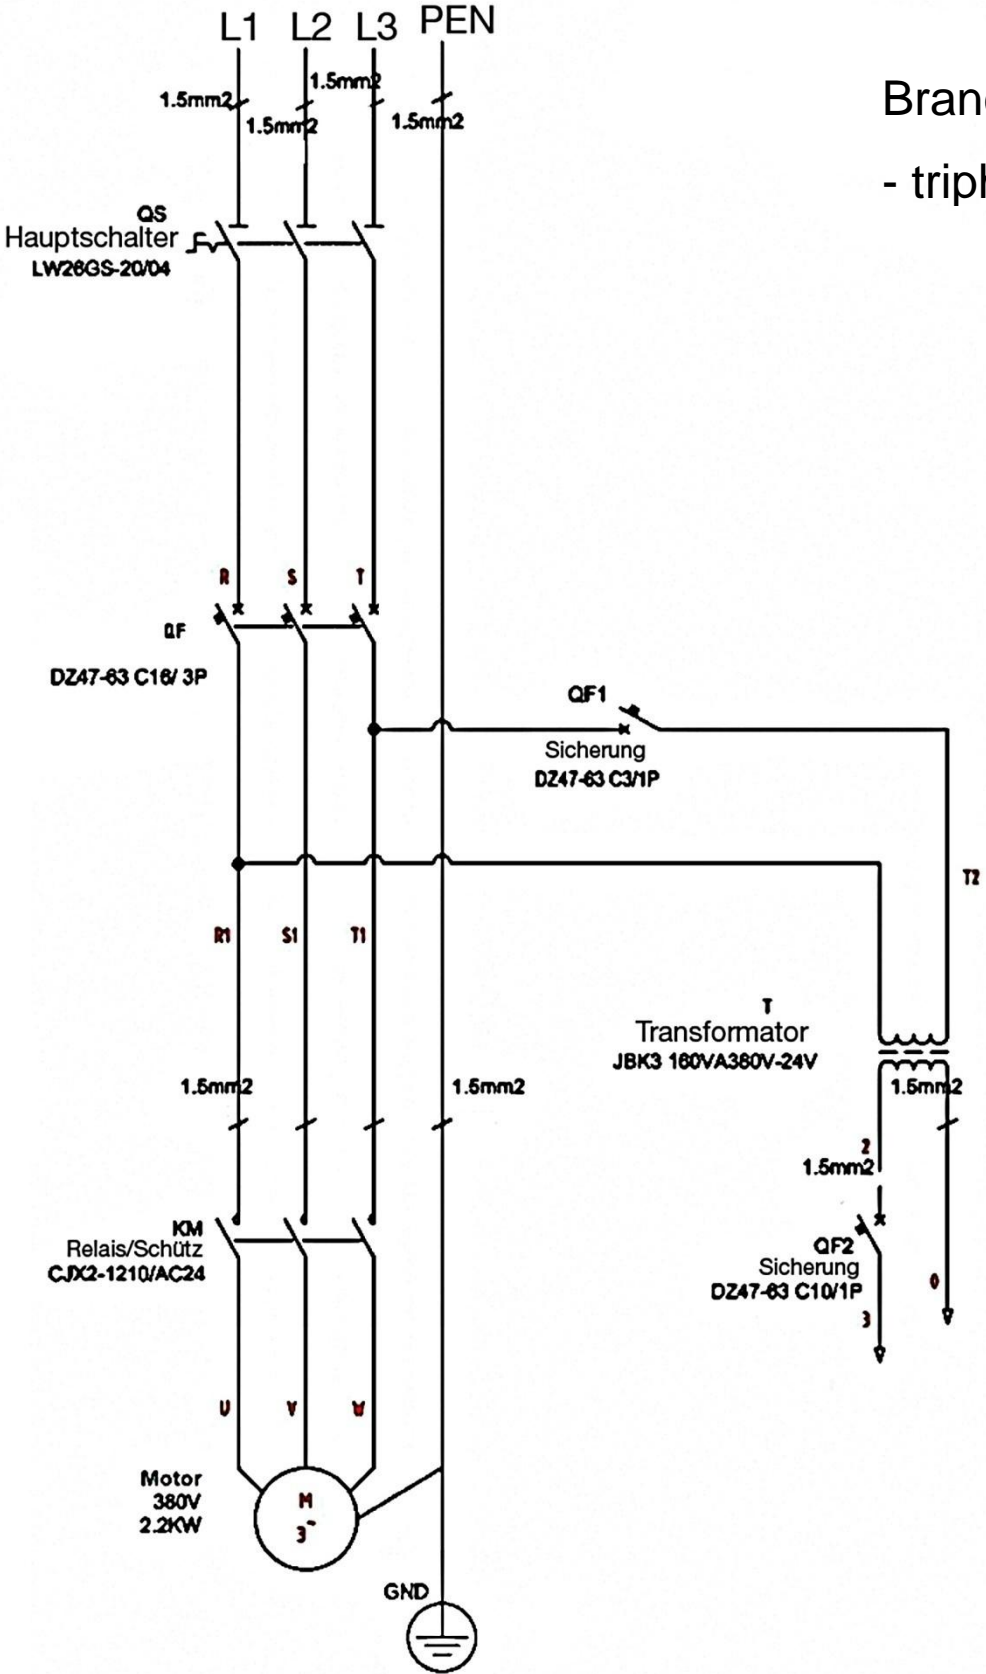 L1 L2 L3 PEN
1.5mm2
1.5mm2
1.5mm2
1.5mm2
- 
QS
Hauptschalter
LW26GS-20/04
R S T
QF
DZ47-63 C16/ 3P
QF1
Sicherung
DZ47-63 C3/1P
T2
R1 S1 T1
T
Transformator
JBK3 160VA380V-24V
1.5mm2
1.5mm2
1.5mm2
2
1.5mm2
KM
Relais/Schütz
CJX2-1210/AC24
QF2
Sicherung
DZ47-63 C10/1P
0
3
U V W
Motor
380V
2.2KW
M
3~
GND